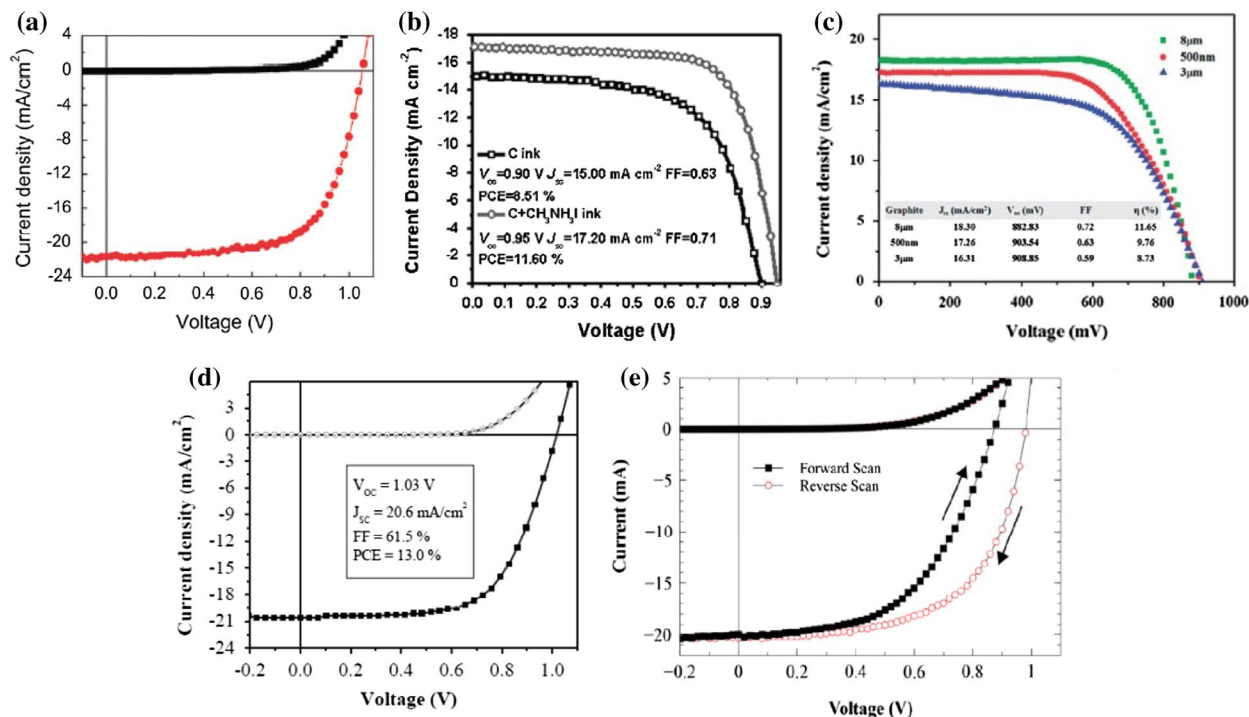 (a)
4
0
-4
-8
-12
-16
-20
-24
0.0 0.2 0.4 0.6 0.8 1.0
Current density (mA/cm²)
Voltage (V)
(b)
-18
-16
-14
-12
-10
-8
-6
-4
-2
0
0.0 0.1 0.2 0.3 0.4 0.5 0.6 0.7 0.8 0.9
Current Density (mA cm⁻²)
Voltage (V)
C ink
V_oc=0.90 V J_sc=15.00 mA cm⁻² FF=0.63
PCE=8.51 %
C+CH₃NH₃I ink
V_oc=0.95 V J_sc=17.20 mA cm⁻² FF=0.71
PCE=11.60 %
(c)
20
15
10
5
0
0 200 400 600 800 1000
Current density (mA/cm²)
Voltage (mV)
8μm
500nm
3μm
Graphite J_sc (mA/cm²) V_oc (mV) FF η (%)
8μm 18.30 882.83 0.72 11.65
500nm 17.26 903.54 0.63 9.76
3μm 16.31 908.85 0.59 8.73
(d)
3
0
-3
-6
-9
-12
-15
-18
-21
-24
-0.2 0.0 0.2 0.4 0.6 0.8 1.0
Current density (mA/cm²)
Voltage (V)
V_OC = 1.03 V
J_SC = 20.6 mA/cm²
FF = 61.5 %
PCE = 13.0 %
(e)
5
0
−5
−10
−15
−20
−0.2 0 0.2 0.4 0.6 0.8 1
Current (mA)
Voltage (V)
Forward Scan
Reverse Scan